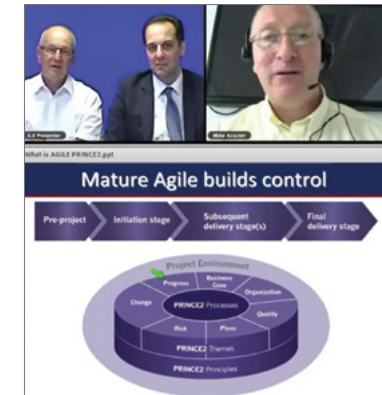 S.X Presenter
Mike
What is AGILE PRINCE2.ppt
Mature Agile builds control
Pre-project
Initiation stage
Subsequent
delivery stage(s)
Final
delivery stage
Project Environment
Progress
Business
Case
Organization
Change
PRINCE2 Processes
Quality
Risk
Plans
PRINCE2 Themes
PRINCE2 Principles